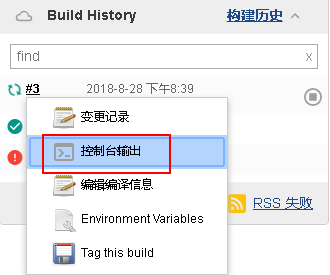 Build History 构建历史
find x
#3 2018-8-28 下午8:39
变更记录
控制台输出
编辑编译信息
Environment Variables
Tag this build
RSS 失败